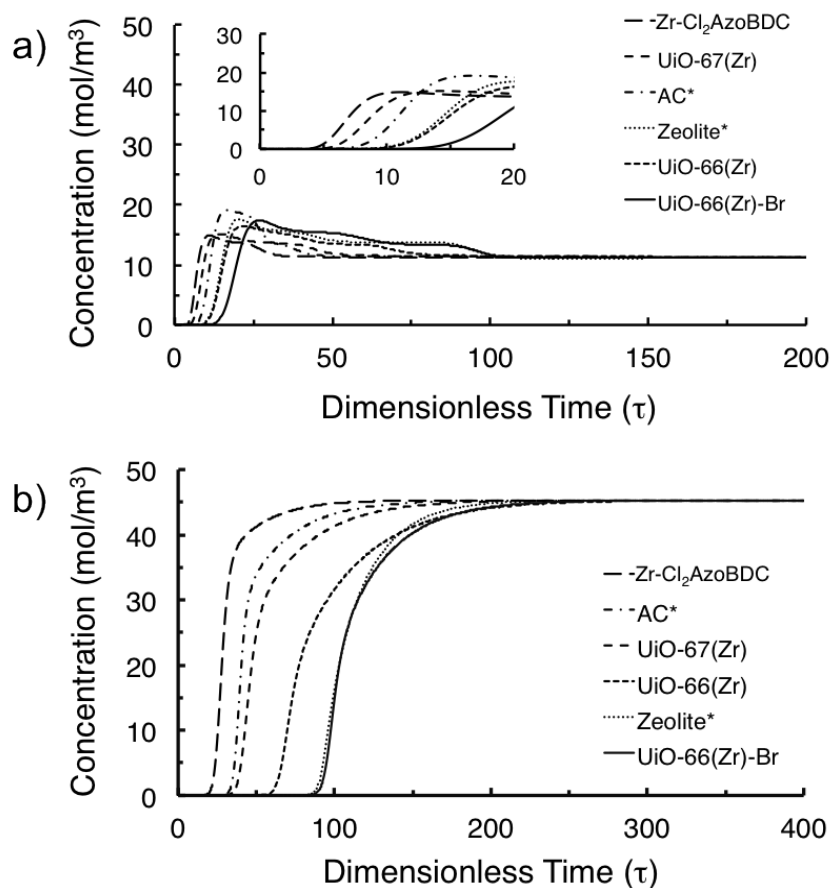 a)
Concentration (mol/m³)
50
40
30
20
10
0
0 50 100 150 200
Dimensionless Time (τ)
30
20
10
0
0 10 20
Zr-Cl₂AzoBDC
UiO-67(Zr)
AC*
Zeolite*
UiO-66(Zr)
UiO-66(Zr)-Br
b)
Concentration (mol/m³)
50
40
30
20
10
0
0 100 200 300 400
Dimensionless Time (τ)
Zr-Cl₂AzoBDC
AC*
UiO-67(Zr)
UiO-66(Zr)
Zeolite*
UiO-66(Zr)-Br